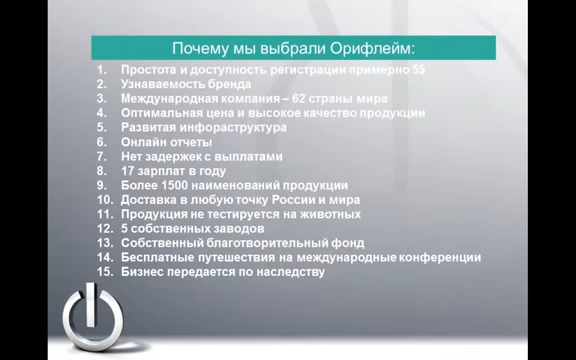 Почему мы выбрали Орифлейм:
1. Простота и доступность регистрации примерно 55
2. Узнаваемость бренда
3. Международная компания – 62 страны мира
4. Оптимальная цена и высокое качество продукции
5. Развитая инфораструктура
6. Онлайн отчеты
7. Нет задержек с выплатами
8. 17 зарплат в году
9. Более 1500 наименований продукции
10. Доставка в любую точку России и мира
11. Продукция не тестируется на животных
12. 5 собственных заводов
13. Собственный благотворительный фонд
14. Бесплатные путешествия на международные конференции
15. Бизнес передается по наследству